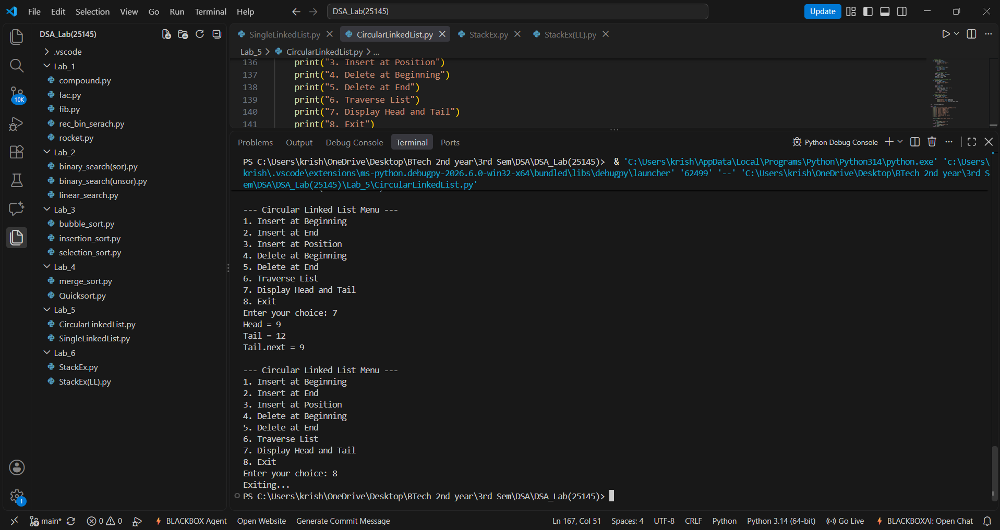 File Edit Selection View Go Run Terminal Help
DSA_Lab(25145)
Update
DSA_Lab(25145)
.vscode
Lab_1
compound.py
fac.py
fib.py
rec_bin_serach.py
rocket.py
Lab_2
binary_search(sor).py
binary_search(unsor).py
linear_search.py
Lab_3
bubble_sort.py
insertion_sort.py
selection_sort.py
Lab_4
merge_sort.py
Quicksort.py
Lab_5
CircularLinkedList.py
SingleLinkedList.py
Lab_6
StackEx.py
StackEx(LL).py
10K
1
SingleLinkedList.py CircularLinkedList.py StackEx.py StackEx(LL).py
Lab_5 > CircularLinkedList.py > ...
136 print("3. Insert at Position")
137 print("4. Delete at Beginning")
138 print("5. Delete at End")
139 print("6. Traverse List")
140 print("7. Display Head and Tail")
141 print("8. Exit")
Problems Output Debug Console Terminal Ports
Python Debug Console
PS C:\Users\krish\OneDrive\Desktop\BTech 2nd year\3rd Sem\DSA\DSA_Lab(25145)> & 'C:\Users\krish\AppData\Local\Programs\Python\Python314\python.exe' 'c:\Users\
krish\.vscode\extensions\ms-python.debugpy-2026.6.0-win32-x64\bundled\libs\debugpy\launcher' '62499' '--' 'C:\Users\krish\OneDrive\Desktop\BTech 2nd year\3rd S
em\DSA\DSA_Lab(25145)\Lab_5\CircularLinkedList.py'
--- Circular Linked List Menu ---
1. Insert at Beginning
2. Insert at End
3. Insert at Position
4. Delete at Beginning
5. Delete at End
6. Traverse List
7. Display Head and Tail
8. Exit
Enter your choice: 7
Head = 9
Tail = 12
Tail.next = 9
--- Circular Linked List Menu ---
1. Insert at Beginning
2. Insert at End
3. Insert at Position
4. Delete at Beginning
5. Delete at End
6. Traverse List
7. Display Head and Tail
8. Exit
Enter your choice: 8
Exiting...
PS C:\Users\krish\OneDrive\Desktop\BTech 2nd year\3rd Sem\DSA\DSA_Lab(25145)>
main* 0 0 BLACKBOX Agent Open Website Generate Commit Message
Ln 167, Col 51 Spaces: 4 UTF-8 CRLF Python Python 3.14 (64-bit) Go Live BLACKBOXAI: Open Chat